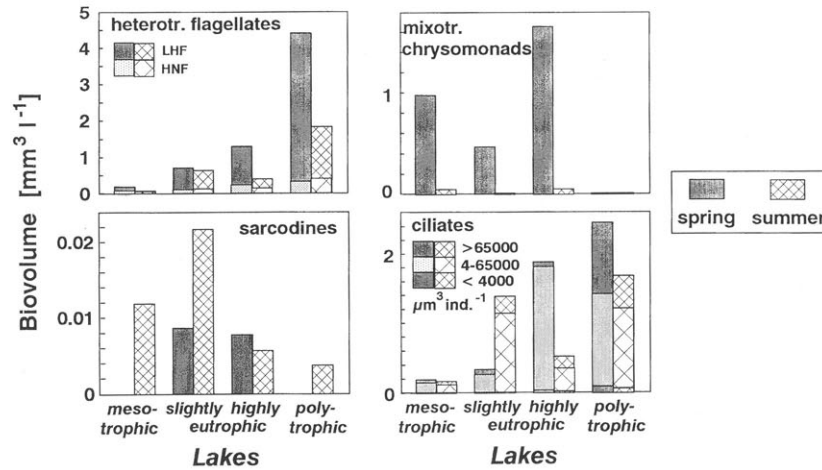 heterotr. flagellates
LHF
HNF
5
4
3
2
1
0
mixotr.
chrysomonads
1
0
Biovolume [mm³ l⁻¹]
spring summer
sarcodines
0.02
0.01
0
ciliates
>65000
4-65000
< 4000
µm³ ind.⁻¹
2
0
meso- slightly highly poly-
trophic eutrophic trophic
Lakes
meso- slightly highly poly-
trophic eutrophic trophic
Lakes